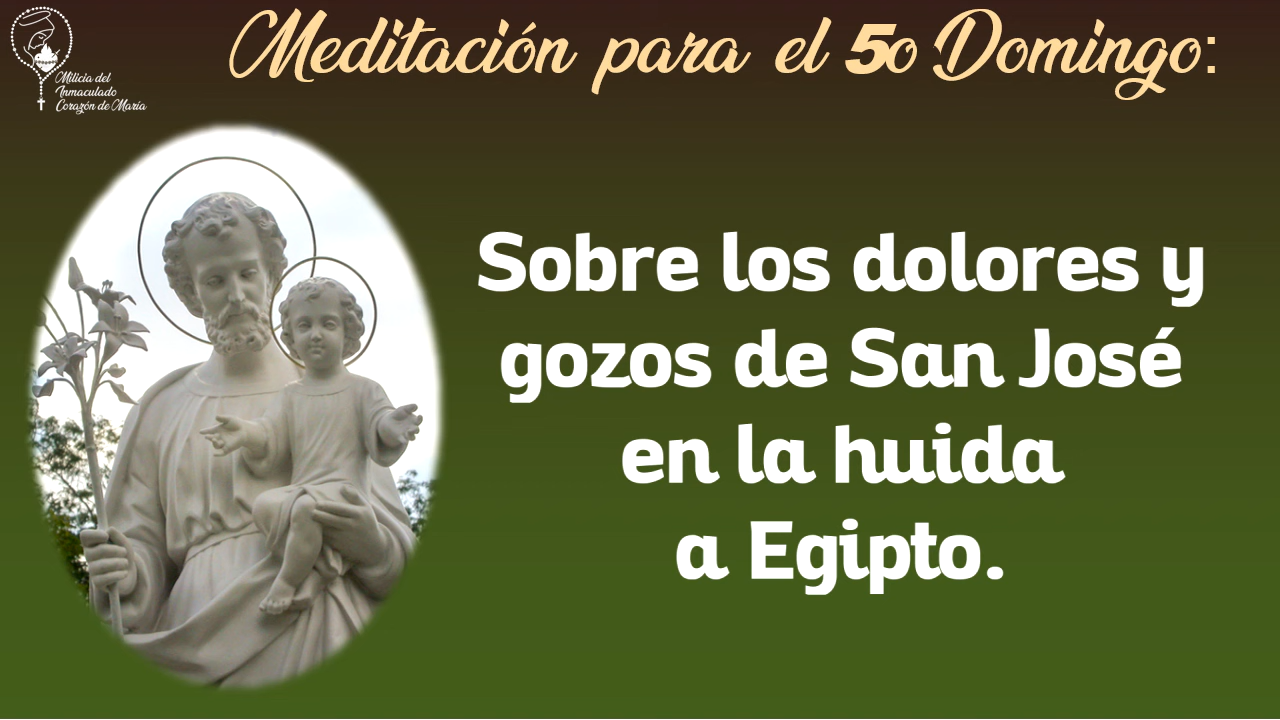 Meditación para el 5o Domingo:
Milicia del
Inmaculado
Corazón de María
Sobre los dolores y
gozos de San José
en la huida
a Egipto.